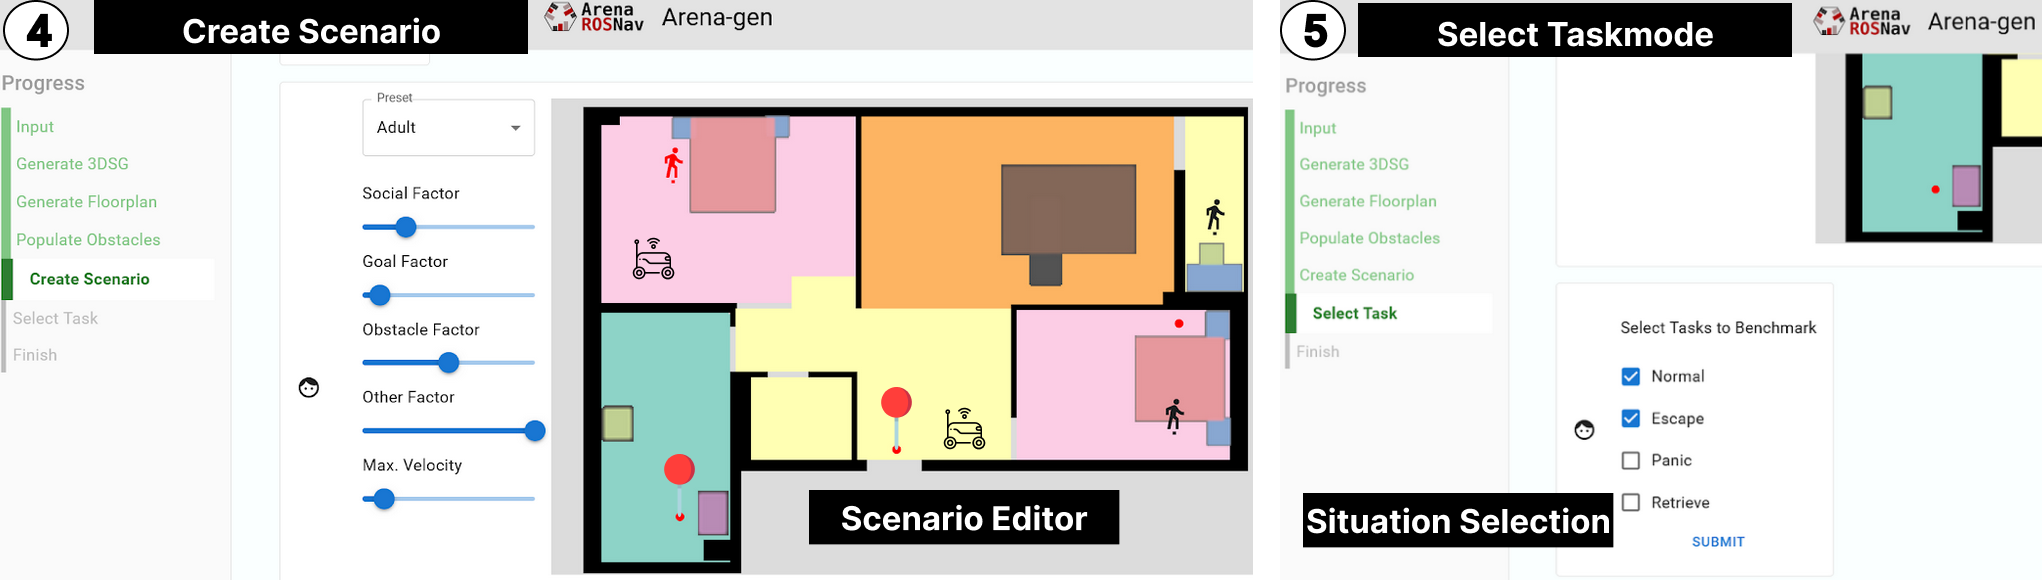 4
Create Scenario
Arena
ROSNav
Arena-gen
Progress
Input
Generate 3DSG
Generate Floorplan
Populate Obstacles
Create Scenario
Select Task
Finish
Preset
Adult
Social Factor
Goal Factor
Obstacle Factor
Other Factor
Max. Velocity
Scenario Editor
5
Select Taskmode
Arena
ROSNav
Arena-gen
Progress
Input
Generate 3DSG
Generate Floorplan
Populate Obstacles
Create Scenario
Select Task
Finish
Select Tasks to Benchmark
Normal
Escape
Panic
Retrieve
Situation Selection
SUBMIT